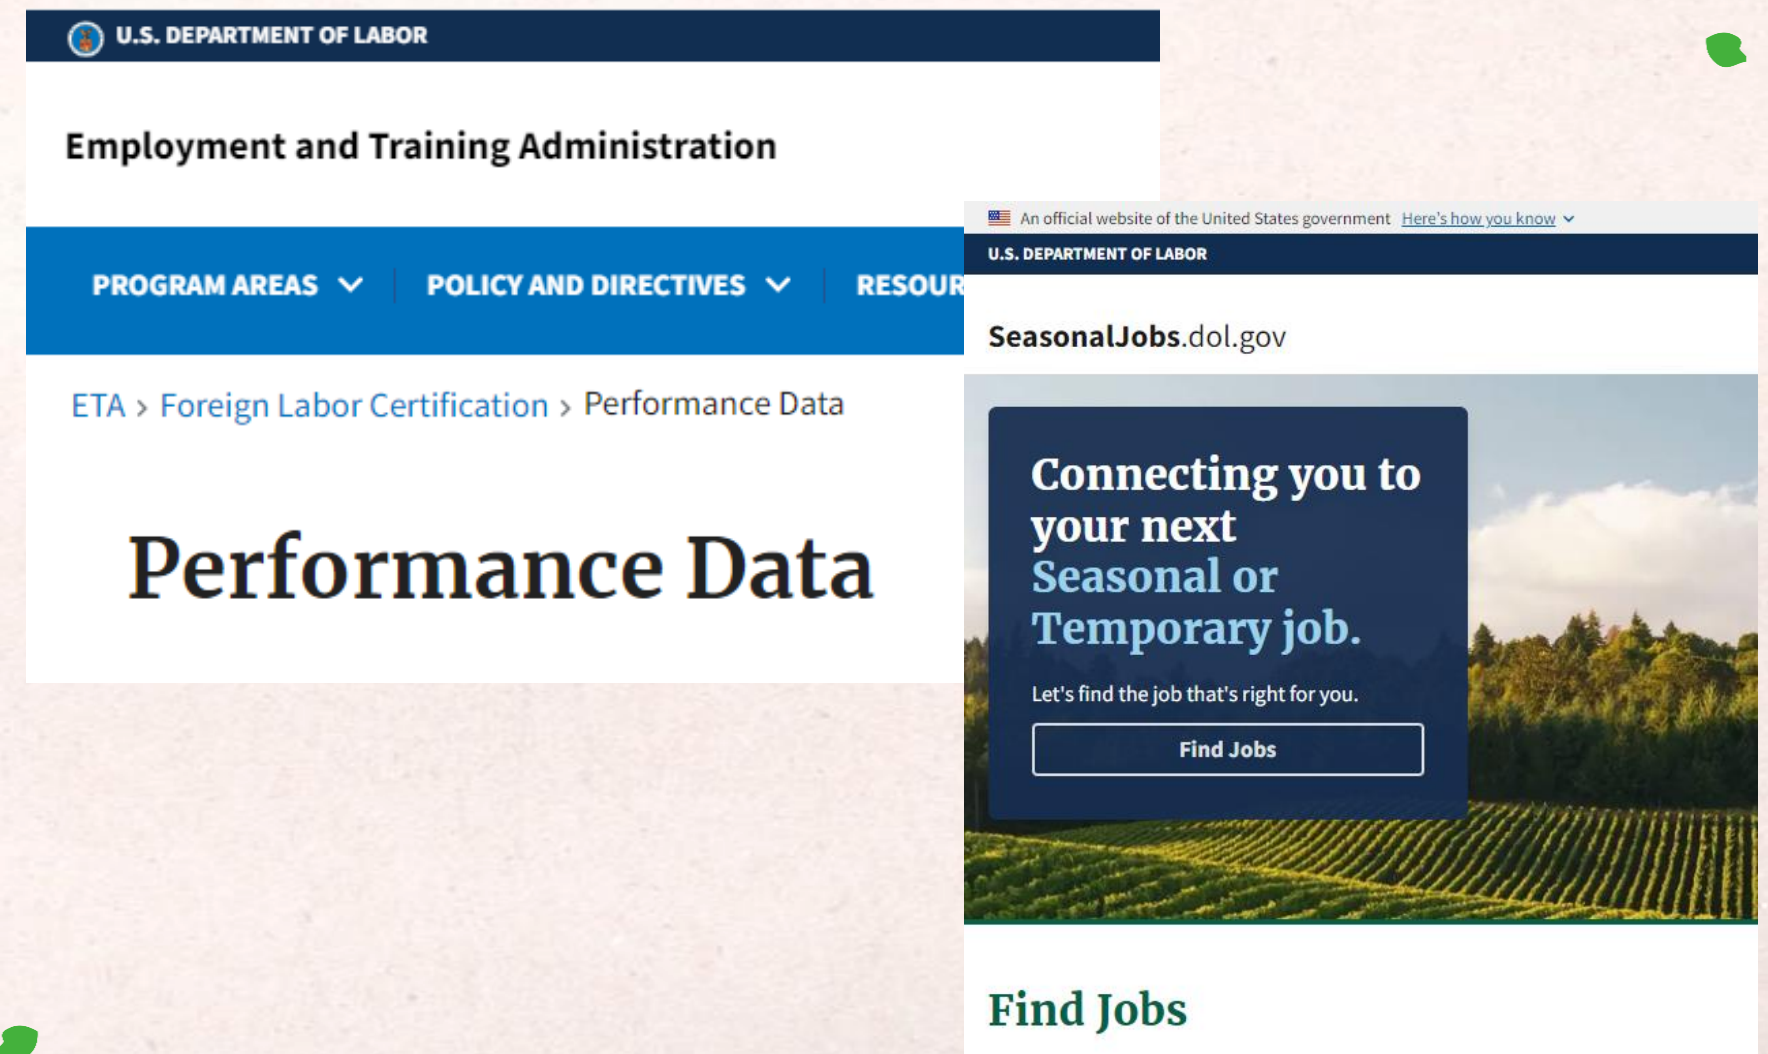 U.S. DEPARTMENT OF LABOR
Employment and Training Administration
PROGRAM AREAS POLICY AND DIRECTIVES RESOUR
ETA > Foreign Labor Certification > Performance Data
Performance Data
An official website of the United States government Here's how you know
U.S. DEPARTMENT OF LABOR
SeasonalJobs.dol.gov
Connecting you to
your next
Seasonal or
Temporary job.
Let's find the job that's right for you.
Find Jobs
Find Jobs